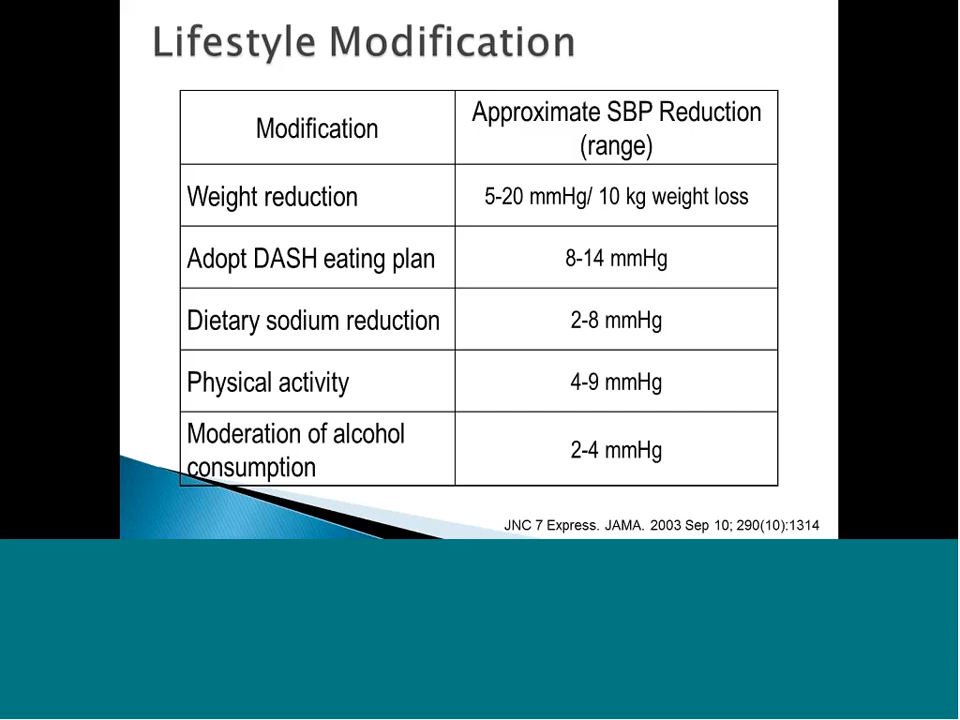 Lifestyle Modification
Modification
Approximate SBP Reduction
(range)
Weight reduction
5-20 mmHg/ 10 kg weight loss
Adopt DASH eating plan
8-14 mmHg
Dietary sodium reduction
2-8 mmHg
Physical activity
4-9 mmHg
Moderation of alcohol
consumption
2-4 mmHg
JNC 7 Express. JAMA. 2003 Sep 10; 290(10):1314